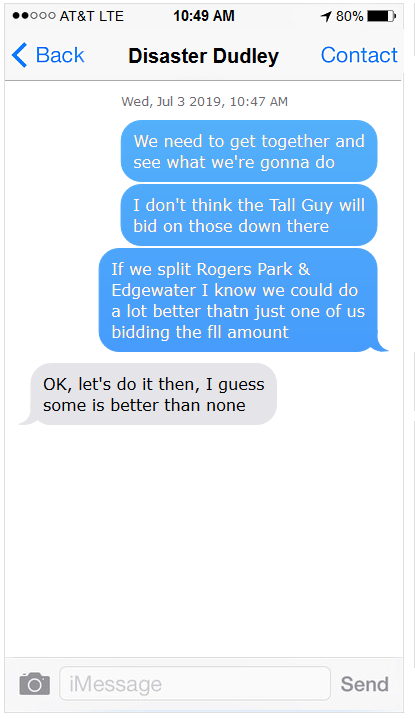 AT&T LTE 10:49 AM 80%
Back Disaster Dudley Contact
Wed, Jul 3 2019, 10:47 AM
We need to get together and
see what we're gonna do
I don't think the Tall Guy will
bid on those down there
If we split Rogers Park &
Edgewater I know we could do
a lot better thatn just one of us
bidding the fll amount
OK, let's do it then, I guess
some is better than none
iMessage Send